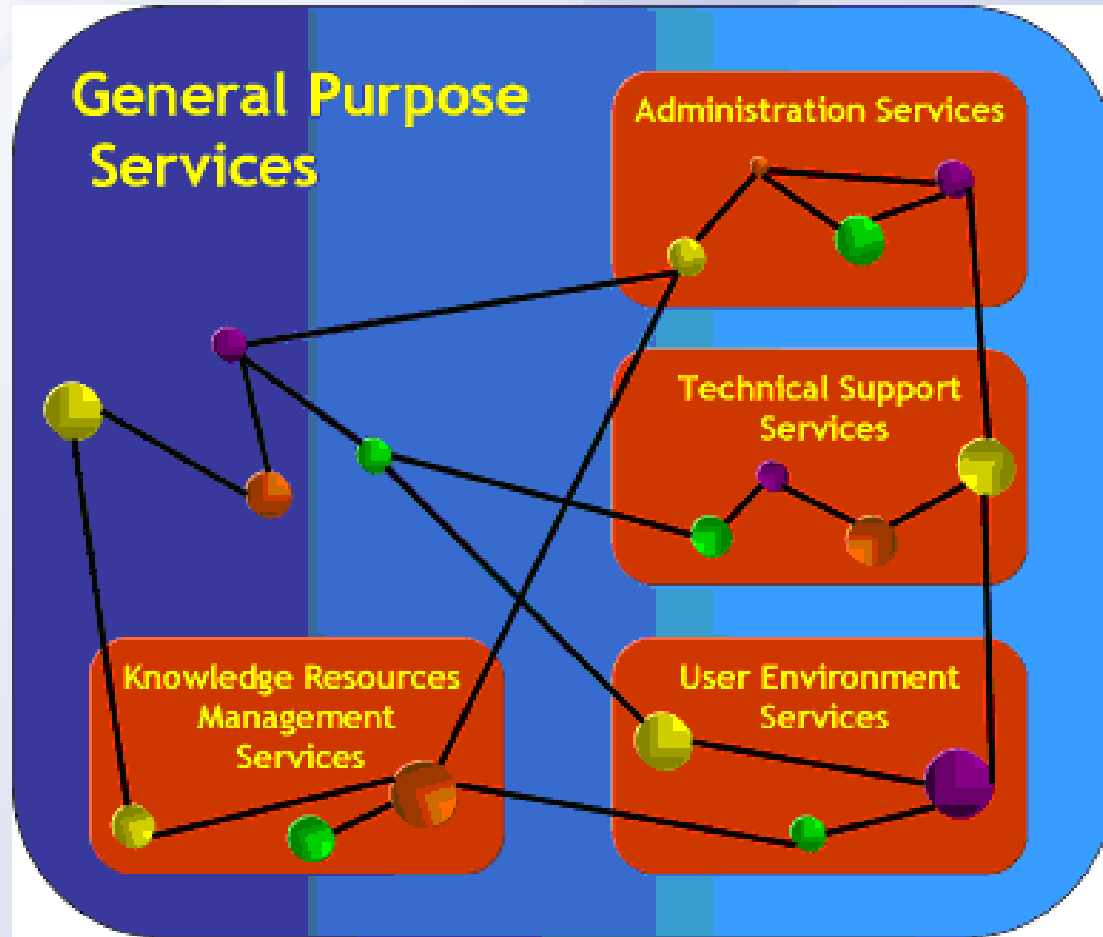 General Purpose
Services
Administration Services
Technical Support
Services
Knowledge Resources
Management
Services
User Environment
Services